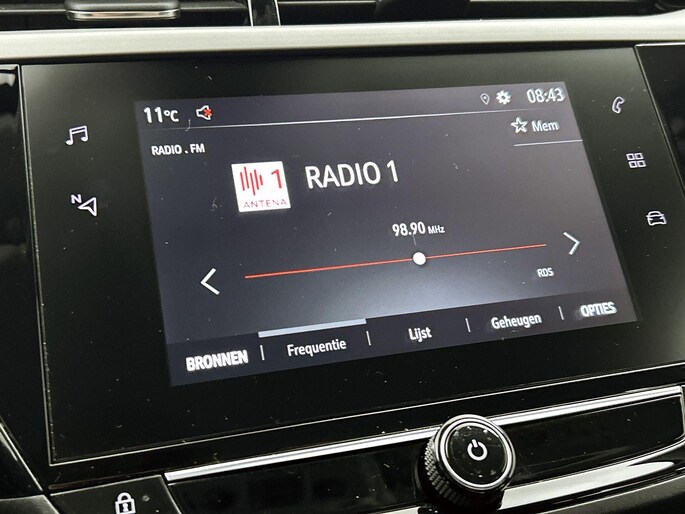 11°C
08:43
Mem
RADIO . FM
1
ANTENA
RADIO 1
98.90 MHz
RDS
N
BRONNEN | Frequentie | Lijst | Geheugen | OPTIES